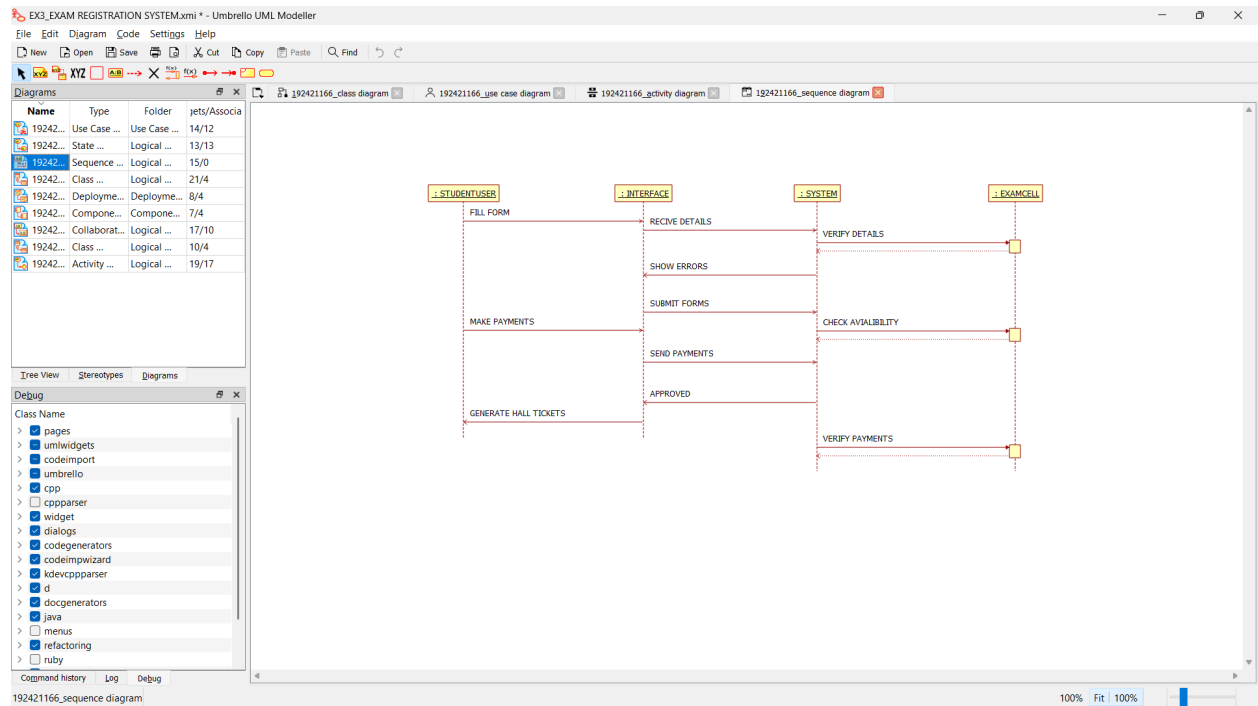 EX3_EXAM REGISTRATION SYSTEM.xmi * - Umbrello UML Modeller
File Edit Diagram Code Settings Help
New Open Save Cut Copy Paste Find
XYZ XYZ A:B f(x) f(x)
Diagrams
192421166_class diagram 192421166_use case diagram 192421166_activity diagram 192421166_sequence diagram
Name Type Folder jets/Associa
19242... Use Case ... Use Case ... 14/12
19242... State ... Logical ... 13/13
19242... Sequence ... Logical ... 15/0
19242... Class ... Logical ... 21/4
19242... Deployme... Deployme... 8/4
19242... Compone... Compone... 7/4
19242... Collaborat... Logical ... 17/10
19242... Class ... Logical ... 10/4
19242... Activity ... Logical ... 19/17
Tree View Stereotypes Diagrams
Debug
Class Name
pages
umlwidgets
codeimport
umbrello
cpp
cppparser
widget
dialogs
codegenerators
codeimpwizard
kdevcppparser
d
docgenerators
java
menus
refactoring
ruby
Command history Log Debug
: STUDENTUSER : INTERFACE : SYSTEM : EXAMCELL
FILL FORM
RECIVE DETAILS
VERIFY DETAILS
SHOW ERRORS
SUBMIT FORMS
MAKE PAYMENTS
CHECK AVIALIBILITY
SEND PAYMENTS
APPROVED
GENERATE HALL TICKETS
VERIFY PAYMENTS
192421166_sequence diagram 100% Fit 100%